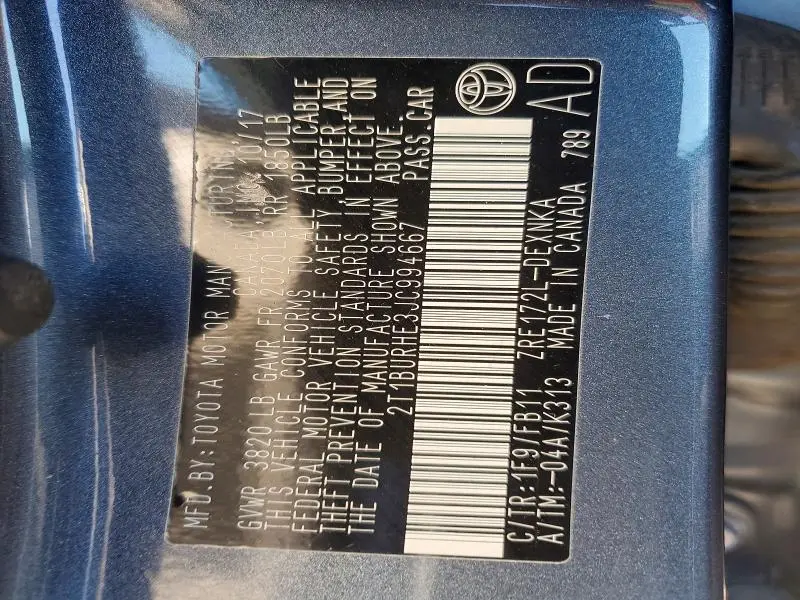 MFD.BY:TOYOTA MOTOR MANUFACTURING
CANADA INC. 10/17
GVWR 3820LB GAWR FR 2020LB RR 1850LB
THIS VEHICLE CONFORMS TO ALL APPLICABLE
FEDERAL MOTOR VEHICLE SAFETY, BUMPER, AND
THEFT PREVENTION STANDARDS IN EFFECT ON
THE DATE OF MANUFACTURE SHOWN ABOVE.
2T1BURHE3JC994667 PASS.CAR
C/TR:1F9/FB11 ZRE172L-DEXNKA
A/TM:-04A/K313 MADE IN CANADA 789
AD